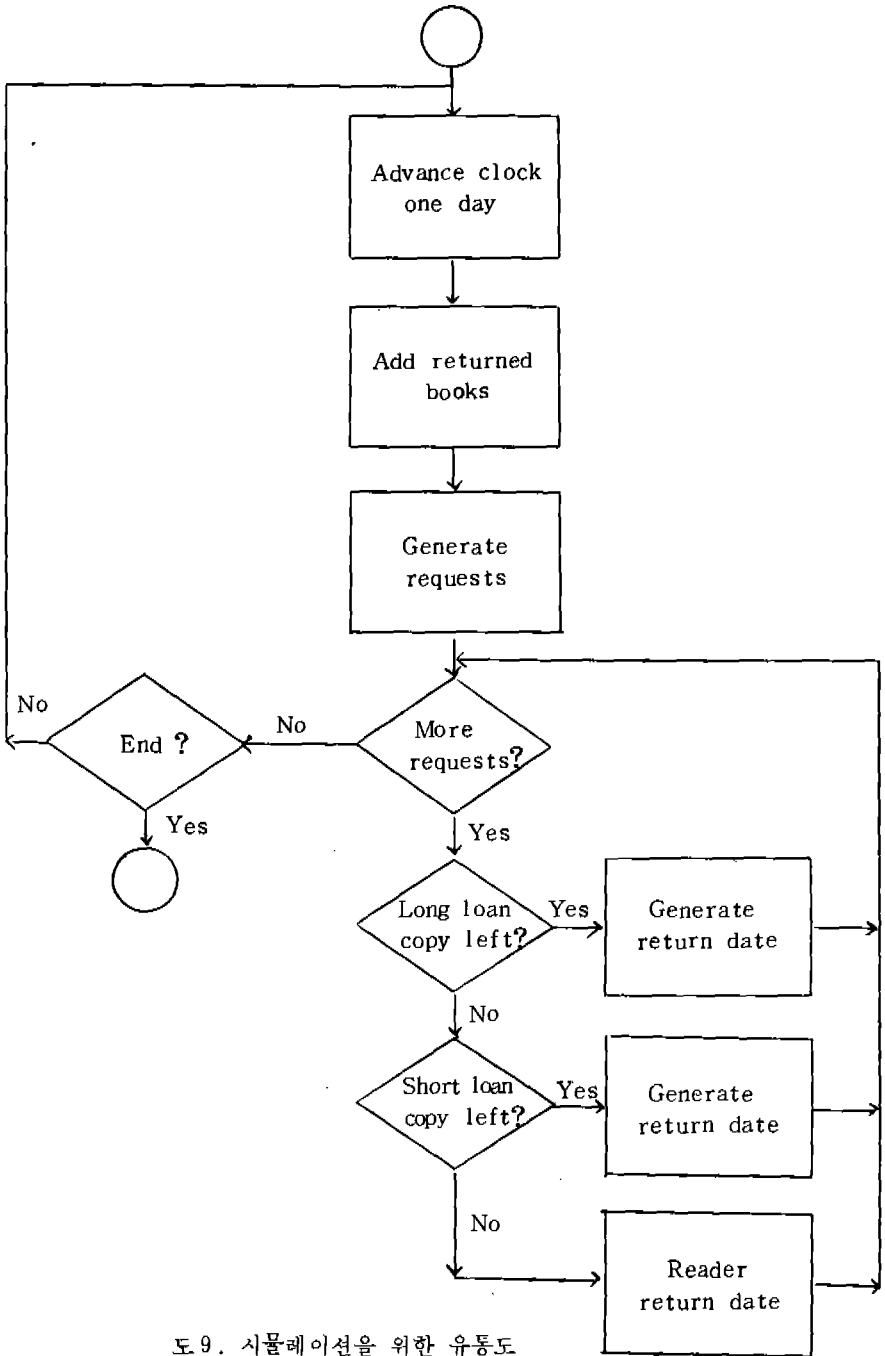 Advance clock
one day
Add returned
books
Generate
requests
More
requests?
No
End ?
No
Yes
Yes
Long loan
copy left?
Yes
Generate
return date
No
Short loan
copy left?
Yes
Generate
return date
No
Reader
return date
도 9. 시뮬레이션을 위한 유통도